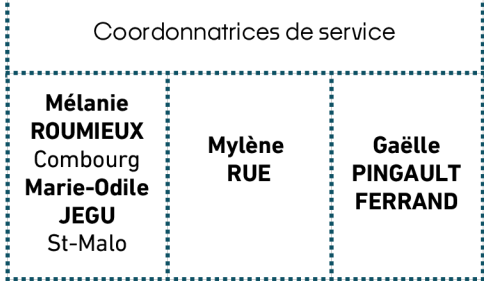 Coordonnatrices de service
Mélanie
ROUMIEUX
Combourg
Marie-Odile
JEGU
St-Malo
Mylène
RUE
Gaëlle
PINGAULT
FERRAND